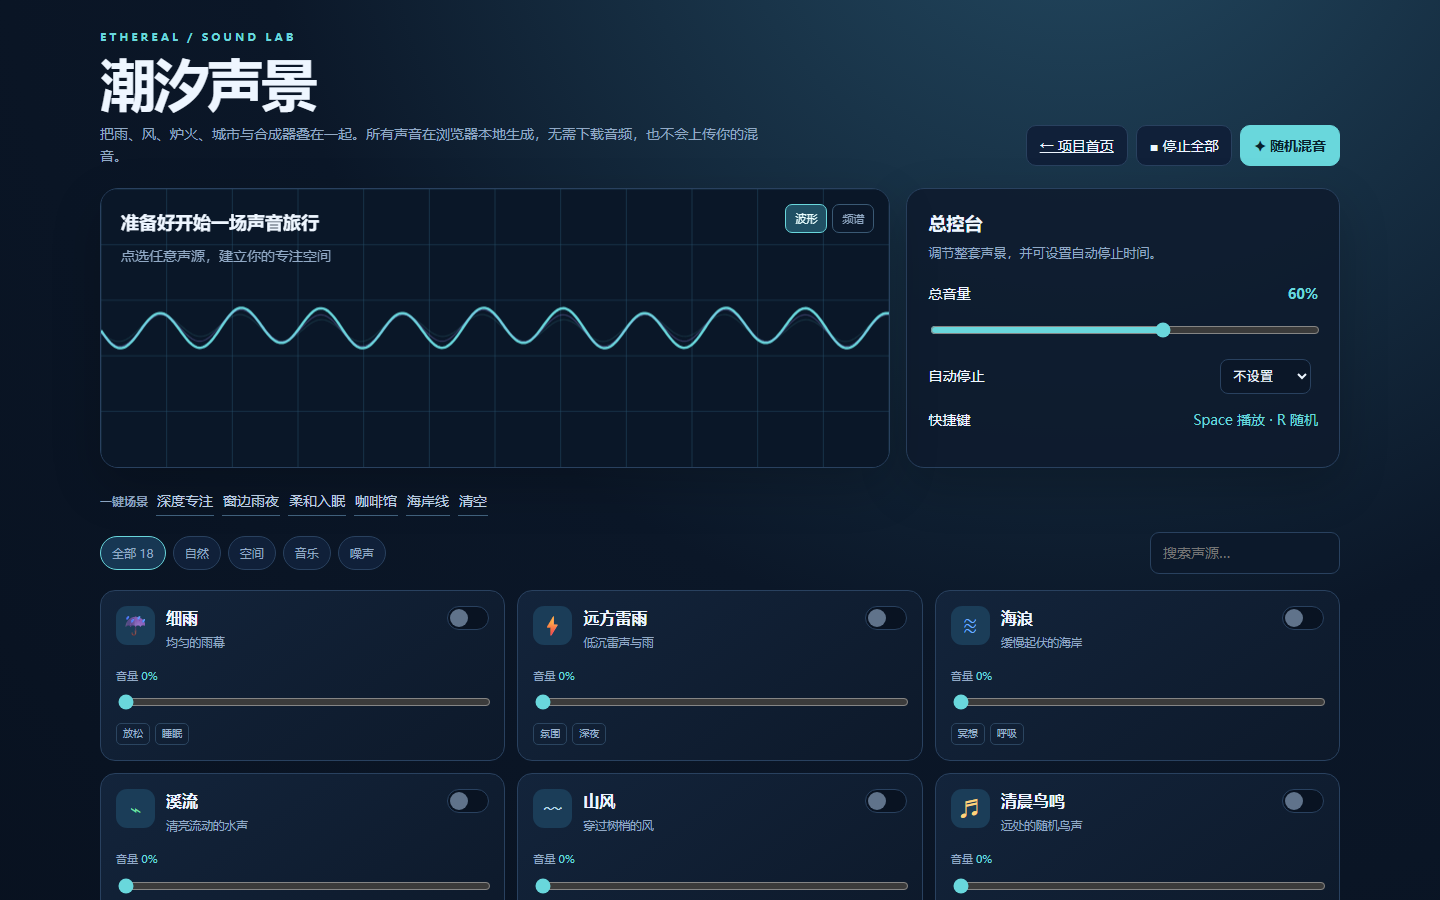 ETHEREAL / SOUND LAB
潮汐声景
把雨、风、炉火、城市与合成器叠在一起。所有声音在浏览器本地生成，无需下载音频，也不会上传你的混
音。
← 项目首页
■ 停止全部
✦ 随机混音
准备好开始一场声音旅行
点选任意声源，建立你的专注空间
波形
频谱
总控台
调节整套声景，并可设置自动停止时间。
总音量
60%
自动停止
不设置
快捷键
Space 播放 · R 随机
一键场景
深度专注
窗边雨夜
柔和入眠
咖啡馆
海岸线
清空
全部 18
自然
空间
音乐
噪声
搜索声源...
细雨
均匀的雨幕
音量 0%
放松
睡眠
远方雷雨
低沉雷声与雨
音量 0%
氛围
深夜
海浪
缓慢起伏的海岸
音量 0%
冥想
呼吸
溪流
清亮流动的水声
音量 0%
山风
穿过树梢的风
音量 0%
清晨鸟鸣
远处的随机鸟声
音量 0%